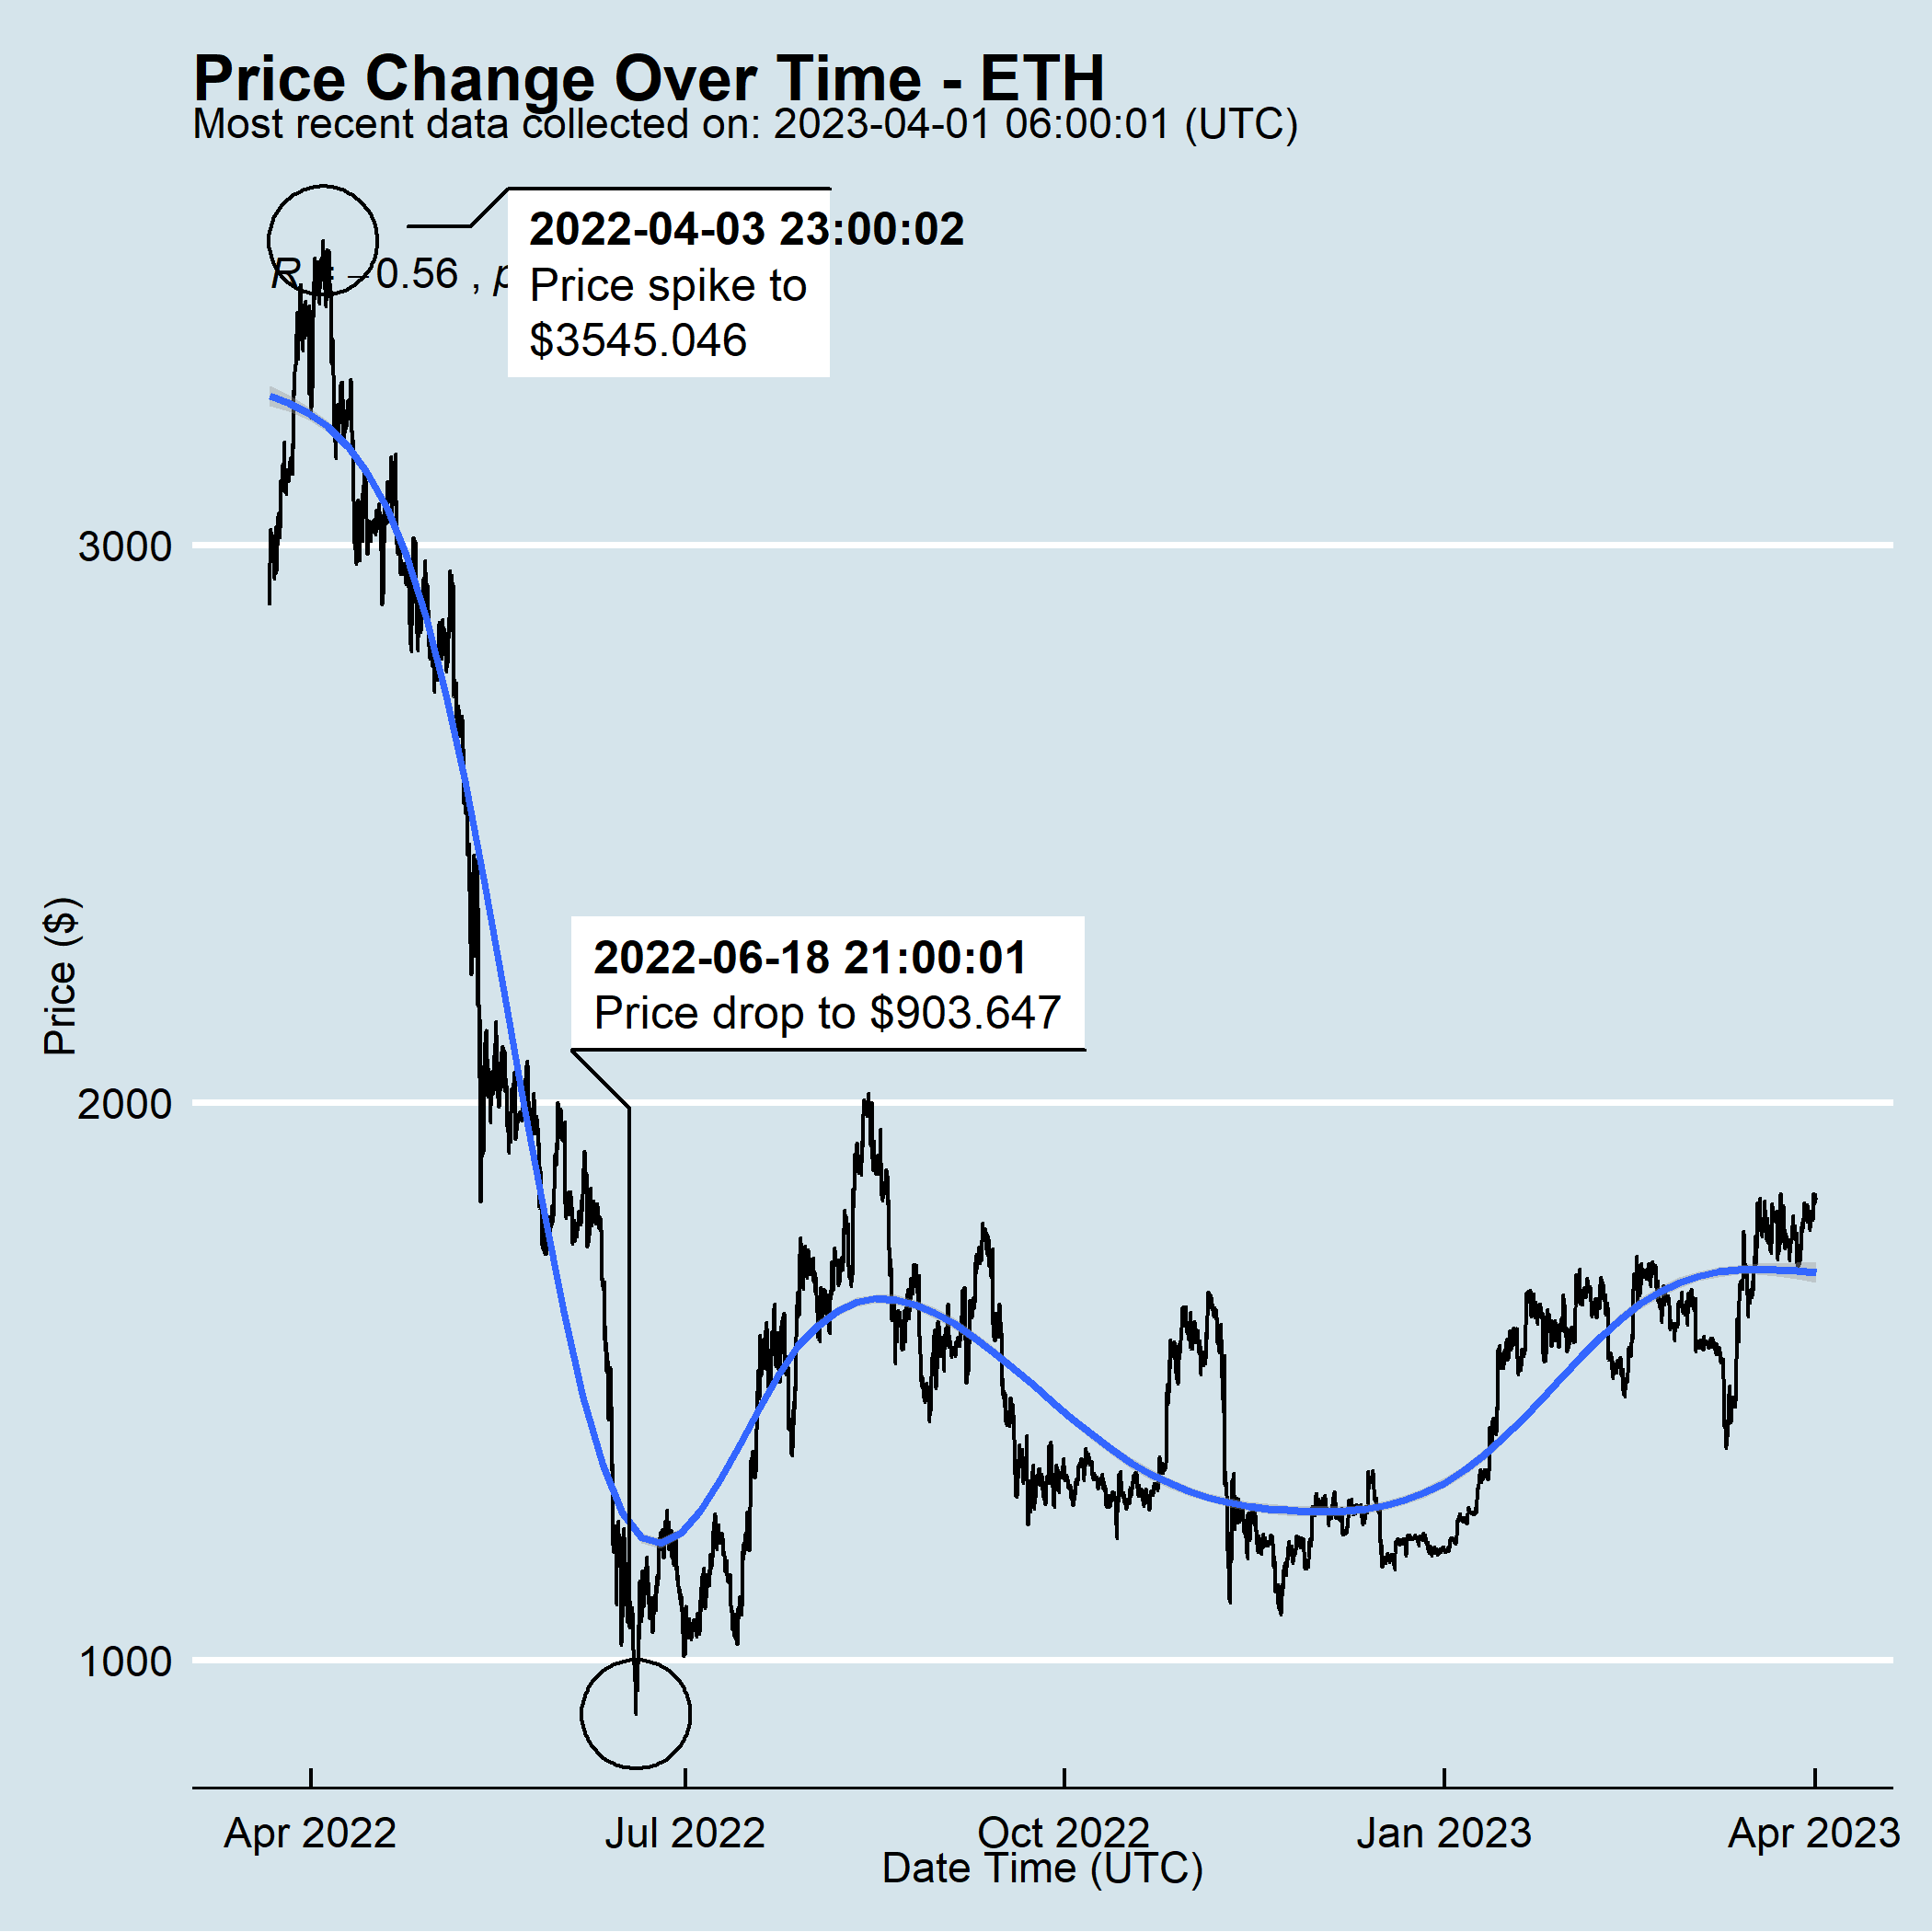 Price Change Over Time - ETH
Most recent data collected on: 2023-04-01 06:00:01 (UTC)
2022-04-03 23:00:02
R = −0.56 , p
Price spike to
$3545.046
3000
Price ($)
2022-06-18 21:00:01
Price drop to $903.647
2000
1000
Apr 2022
Jul 2022
Oct 2022
Jan 2023
Apr 2023
Date Time (UTC)